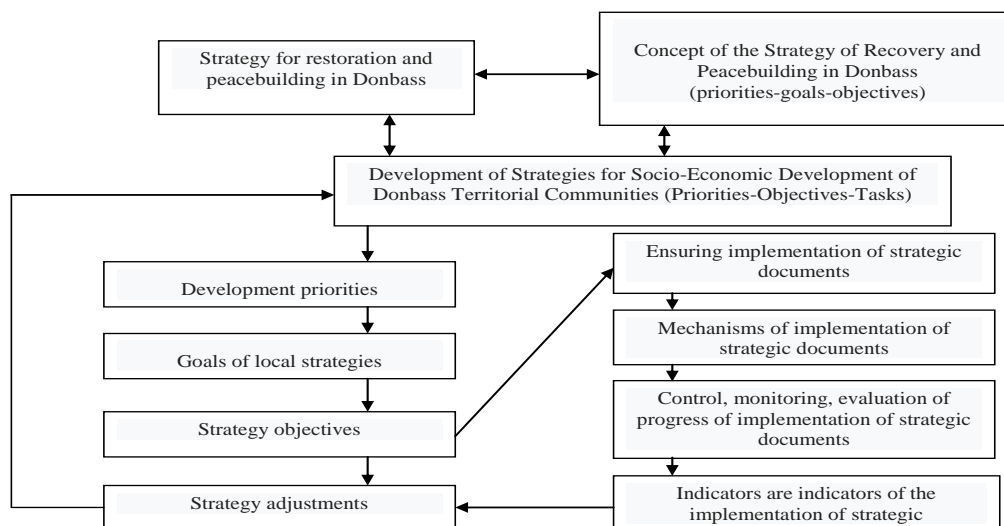 Strategy for restoration and
peacebuilding in Donbass
Concept of the Strategy of Recovery and
Peacebuilding in Donbass
(priorities-goals-objectives)
Development of Strategies for Socio-Economic Development of
Donbass Territorial Communities (Priorities-Objectives-Tasks)
Development priorities
Goals of local strategies
Strategy objectives
Strategy adjustments
Ensuring implementation of strategic
documents
Mechanisms of implementation of
strategic documents
Control, monitoring, evaluation of
progress of implementation of strategic
documents
Indicators are indicators of the
implementation of strategic